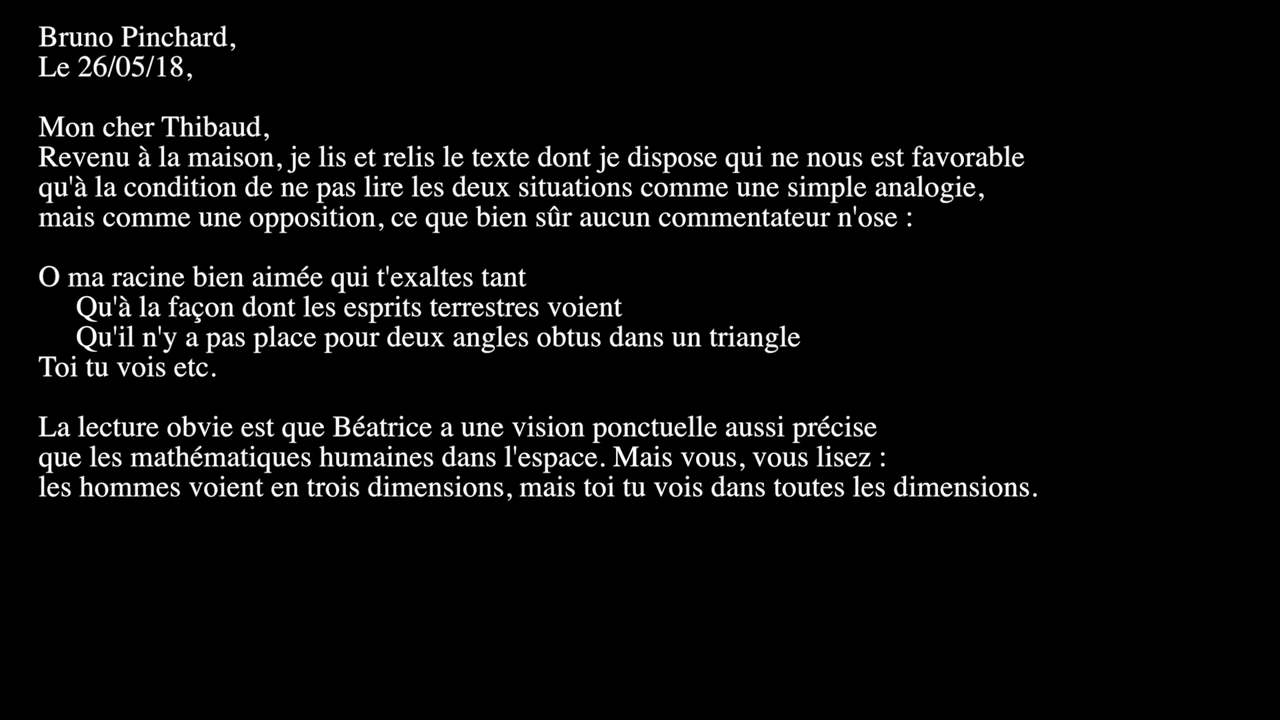 Bruno Pinchard,
Le 26/05/18,
Mon cher Thibaud,
Revenu à la maison, je lis et relis le texte dont je dispose qui ne nous est favorable
qu'à la condition de ne pas lire les deux situations comme une simple analogie,
mais comme une opposition, ce que bien sûr aucun commentateur n'ose :
O ma racine bien aimée qui t'exaltes tant
Qu'à la façon dont les esprits terrestres voient
Qu'il n'y a pas place pour deux angles obtus dans un triangle
Toi tu vois etc.
La lecture obvie est que Béatrice a une vision ponctuelle aussi précise
que les mathématiques humaines dans l'espace. Mais vous, vous lisez :
les hommes voient en trois dimensions, mais toi tu vois dans toutes les dimensions.